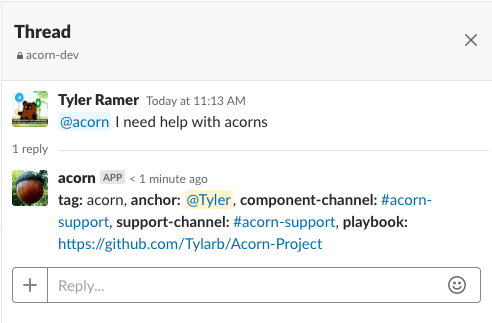 Thread
acorn-dev
Tyler Ramer Today at 11:13 AM
@acorn I need help with acorns
1 reply
acorn APP < 1 minute ago
tag: acorn, anchor: @Tyler, component-channel: #acorn-
support, support-channel: #acorn-support, playbook:
https://github.com/Tylarb/Acorn-Project
Reply...